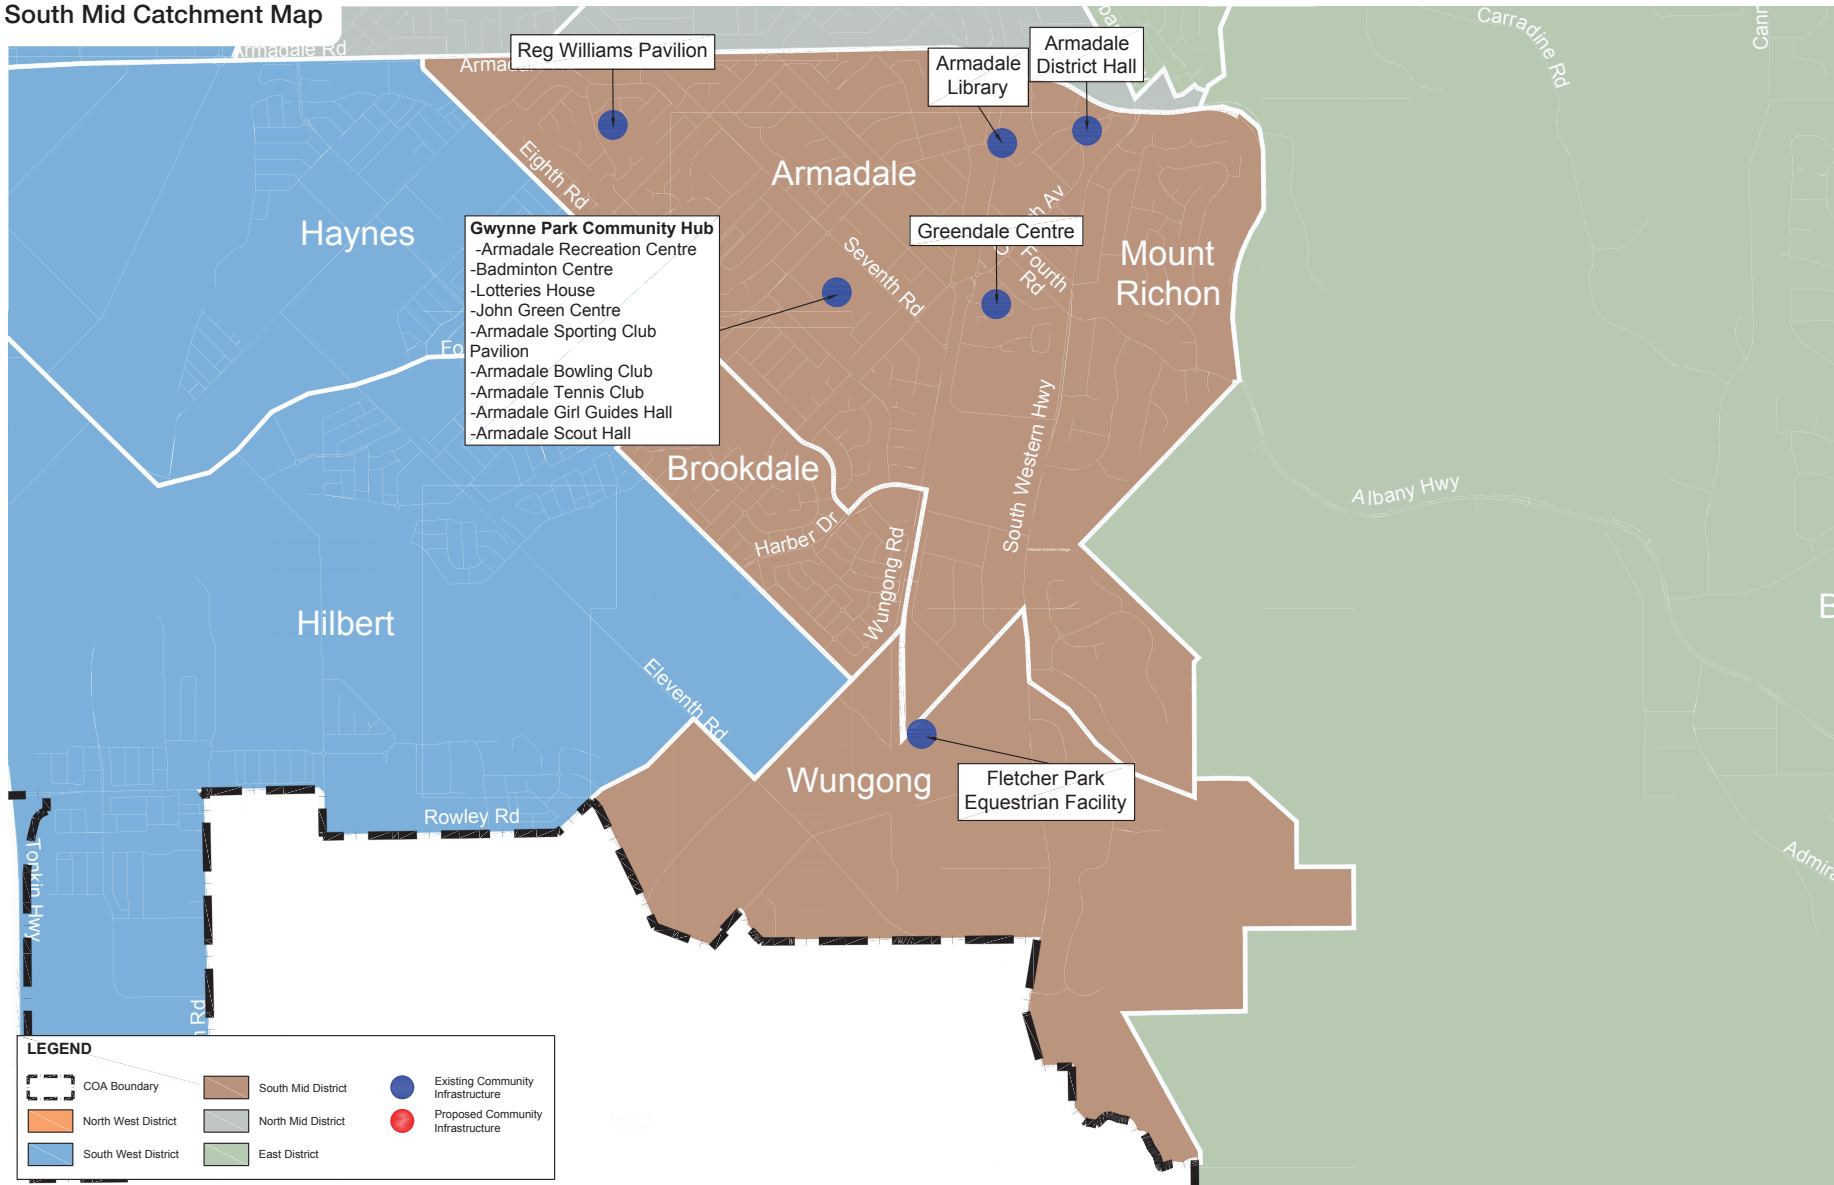 South Mid Catchment Map
Armadale Rd
Carradine Rd
Reg Williams Pavilion
Armadale
Library
Armadale
District Hall
Eighth Rd
Armadale
Haynes
Gwynne Park Community Hub
-Armadale Recreation Centre
-Badminton Centre
-Lotteries House
-John Green Centre
-Armadale Sporting Club
Pavilion
-Armadale Bowling Club
-Armadale Tennis Club
-Armadale Girl Guides Hall
-Armadale Scout Hall
Greendale Centre
Seventh Rd
Fourth
Rd
Mount
Richon
Brookdale
Harber Dr
Wungong Rd
South Western Hwy
Albany Hwy
Hilbert
Eleventh Rd
Wungong
Fletcher Park
Equestrian Facility
Rowley Rd
Tonkin Hwy
LEGEND
COA Boundary
North West District
South West District
South Mid District
North Mid District
East District
Existing Community
Infrastructure
Proposed Community
Infrastructure